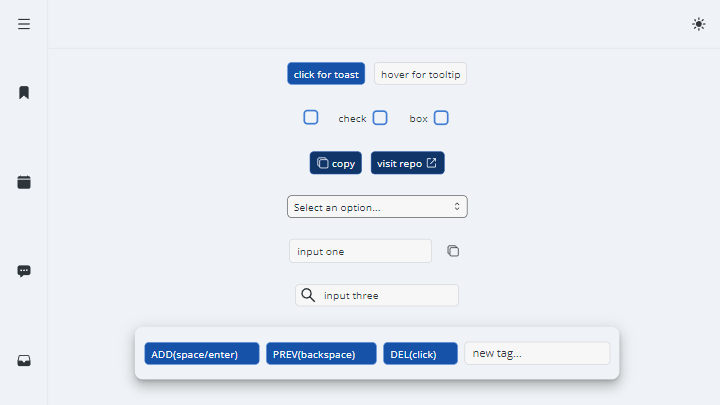 click for toast hover for tooltip
check box
copy visit repo
Select an option...
input one
input three
ADD(space/enter) PREV(backspace) DEL(click) new tag...